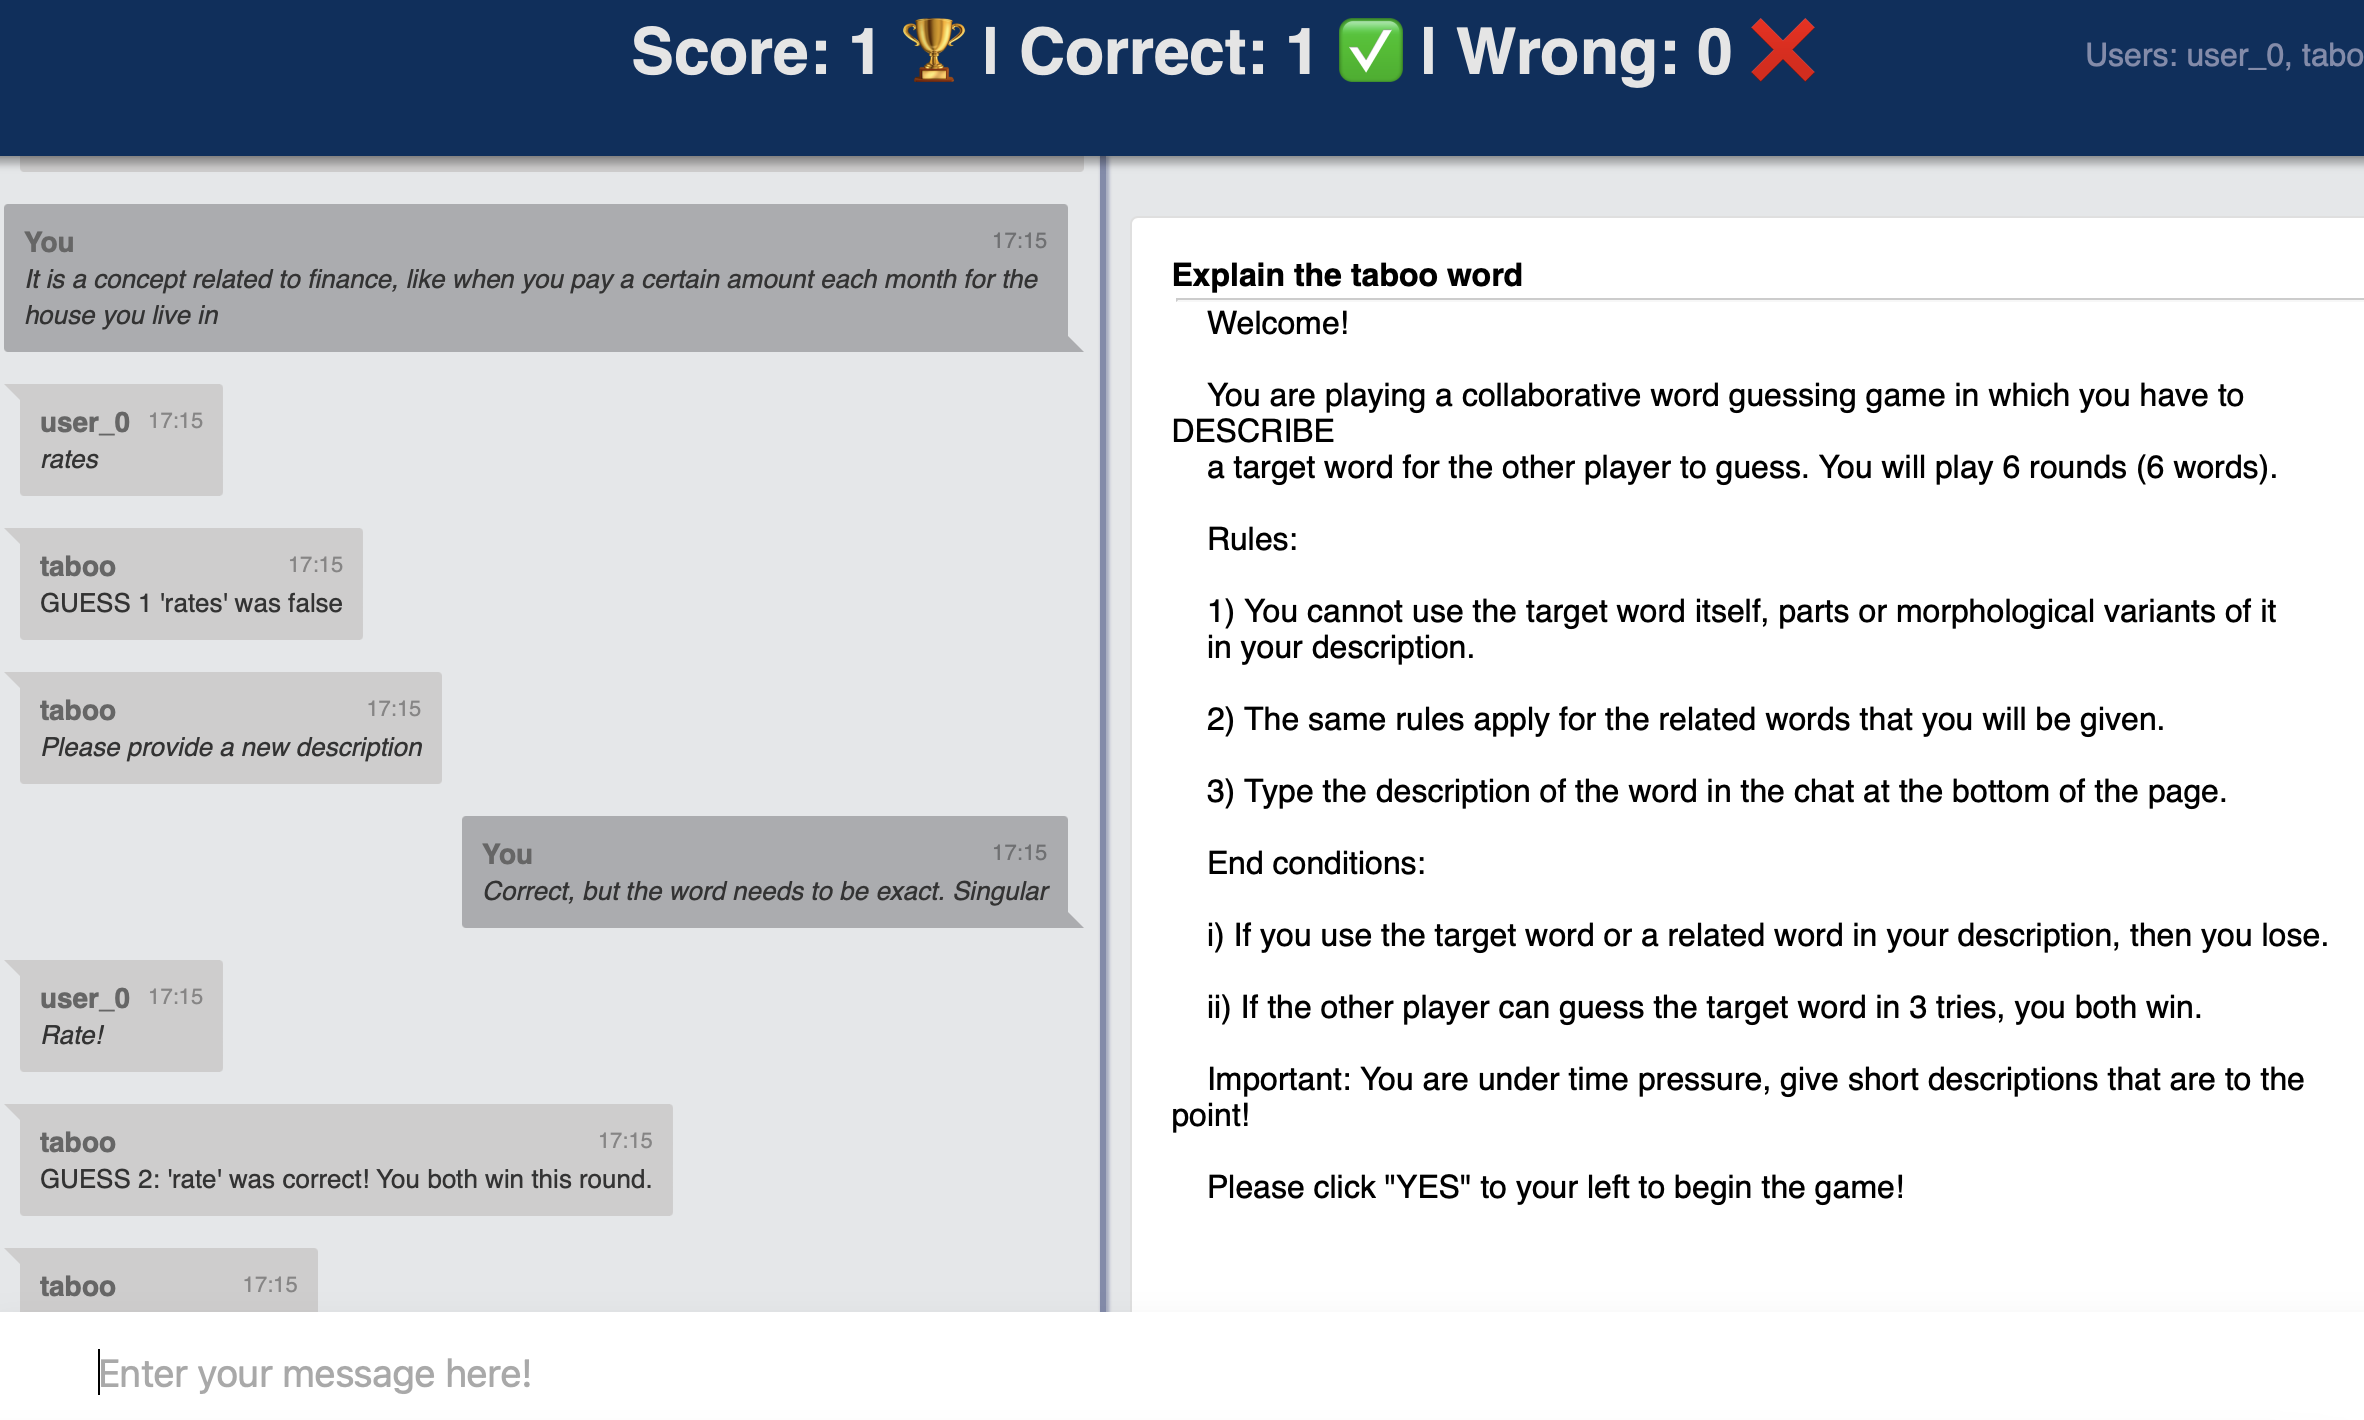 Score: 1 🏆 | Correct: 1 ✅ | Wrong: 0 ❌
Users: user_0, tabo
You 17:15
It is a concept related to finance, like when you pay a certain amount each month for the
house you live in
user_0 17:15
rates
taboo 17:15
GUESS 1 'rates' was false
taboo 17:15
Please provide a new description
You 17:15
Correct, but the word needs to be exact. Singular
user_0 17:15
Rate!
taboo 17:15
GUESS 2: 'rate' was correct! You both win this round.
taboo 17:15
Enter your message here!
Explain the taboo word
Welcome!
You are playing a collaborative word guessing game in which you have to
DESCRIBE
a target word for the other player to guess. You will play 6 rounds (6 words).
Rules:
1) You cannot use the target word itself, parts or morphological variants of it
in your description.
2) The same rules apply for the related words that you will be given.
3) Type the description of the word in the chat at the bottom of the page.
End conditions:
i) If you use the target word or a related word in your description, then you lose.
ii) If the other player can guess the target word in 3 tries, you both win.
Important: You are under time pressure, give short descriptions that are to the
point!
Please click "YES" to your left to begin the game!